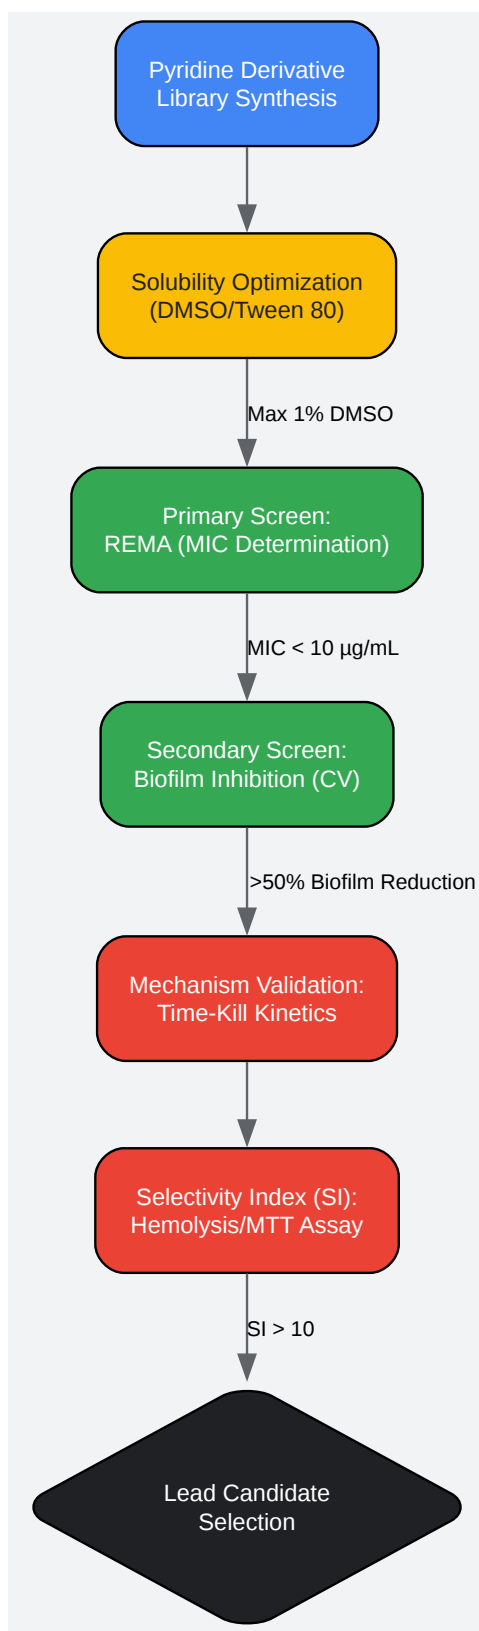 Pyridine Derivative
Library Synthesis
Solubility Optimization
(DMSO/Tween 80)
Max 1% DMSO
Primary Screen:
REMA (MIC Determination)
MIC < 10 µg/mL
Secondary Screen:
Biofilm Inhibition (CV)
>50% Biofilm Reduction
Mechanism Validation:
Time-Kill Kinetics
Selectivity Index (SI):
Hemolysis/MTT Assay
SI > 10
Lead Candidate
Selection